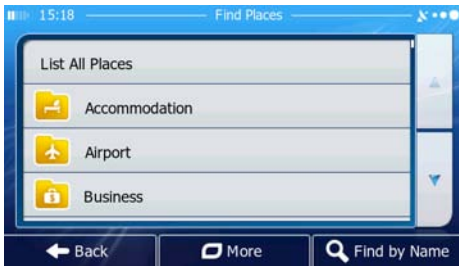 15:18 Find Places
List All Places
Accommodation
Airport
Business
Back More Find by Name